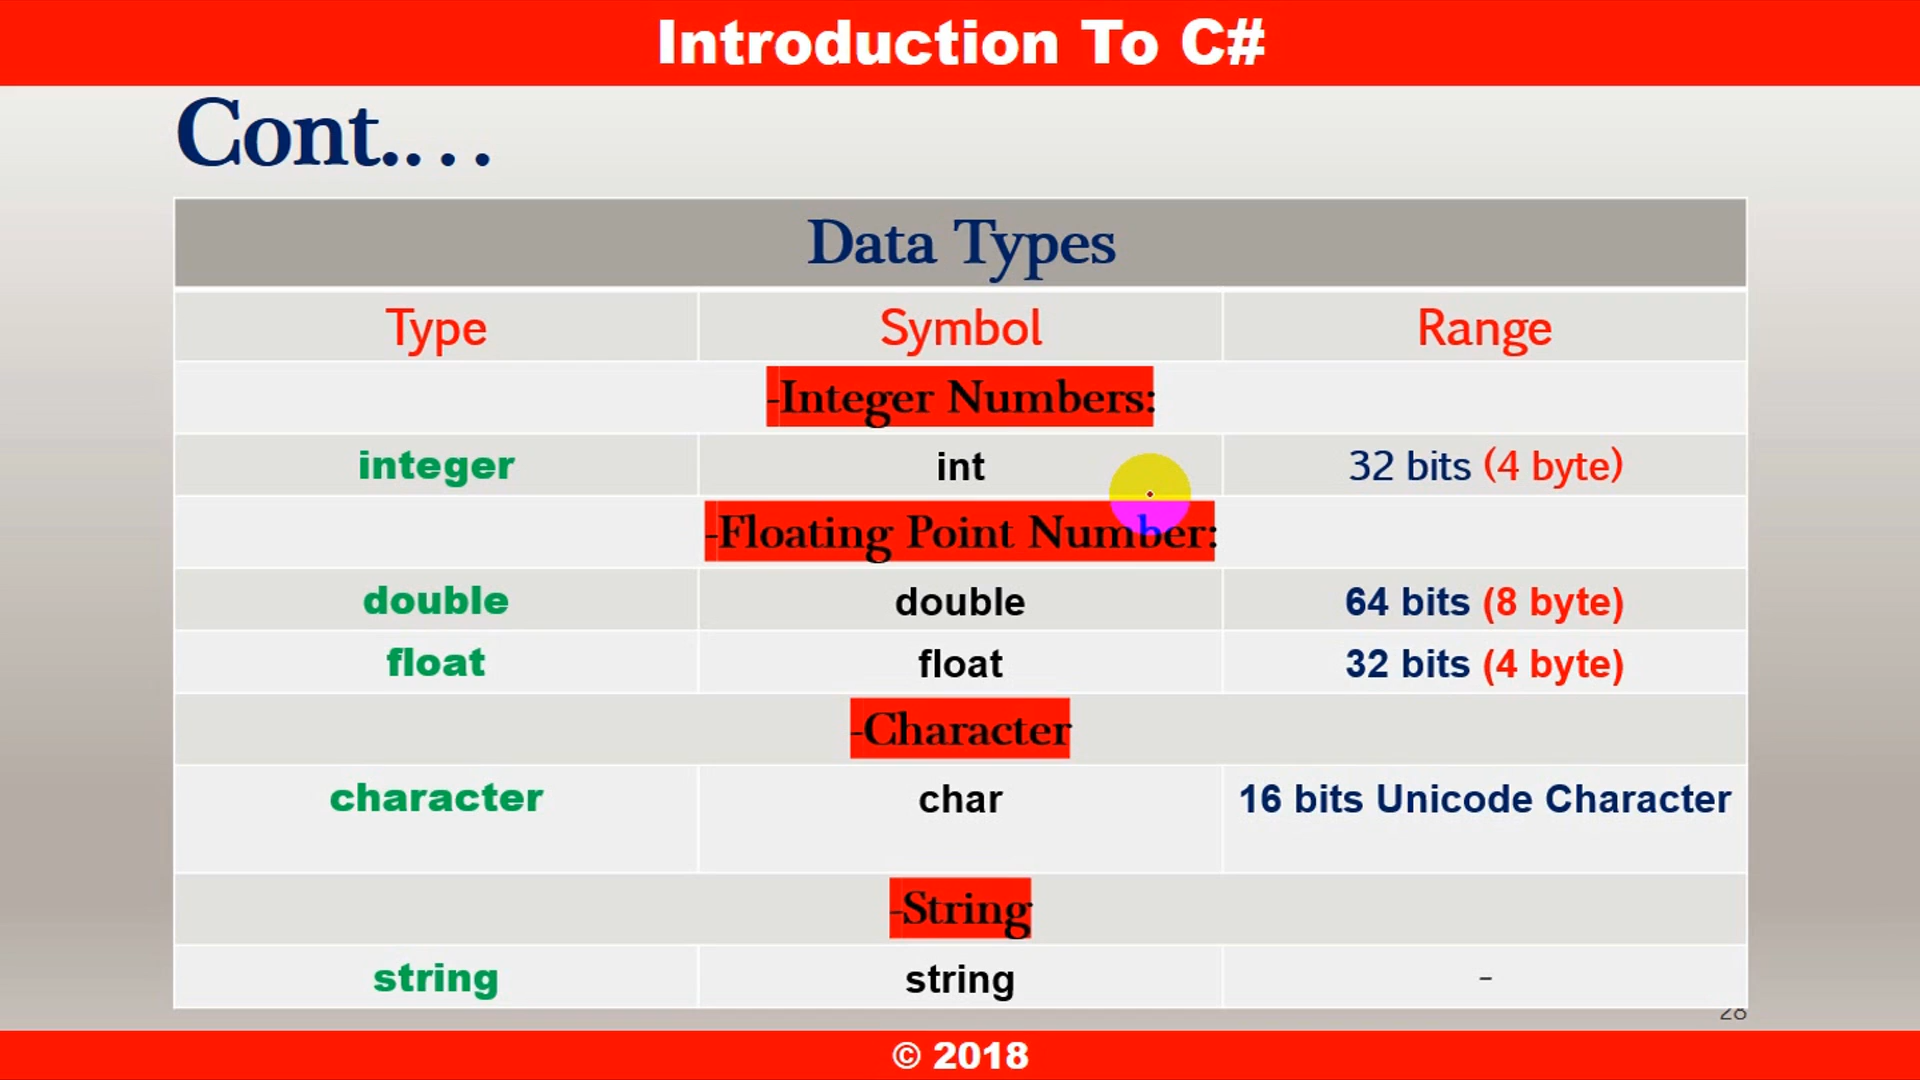 Introduction To C#
Cont.…
Data Types
Type Symbol Range
-Integer Numbers:
integer int 32 bits (4 byte)
-Floating Point Number:
double double 64 bits (8 byte)
float float 32 bits (4 byte)
-Character
character char 16 bits Unicode Character
-String
string string -
28
© 2018